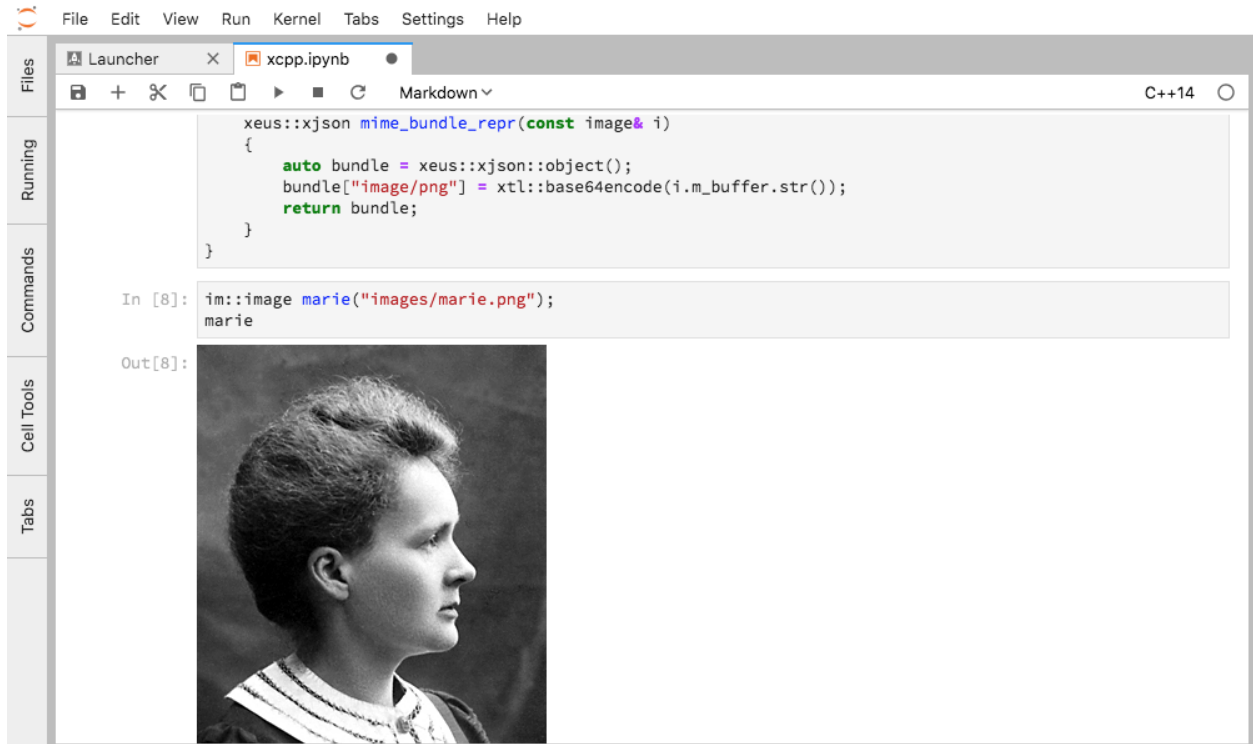 File Edit View Run Kernel Tabs Settings Help
Launcher
xcpp.ipynb
Markdown
C++14
Files
Running
Commands
Cell Tools
Tabs
xeus::xjson mime_bundle_repr(const image& i)
{
auto bundle = xeus::xjson::object();
bundle["image/png"] = xtl::base64encode(i.m_buffer.str());
return bundle;
}
}
In [8]:
im::image marie("images/marie.png");
marie
Out[8]: